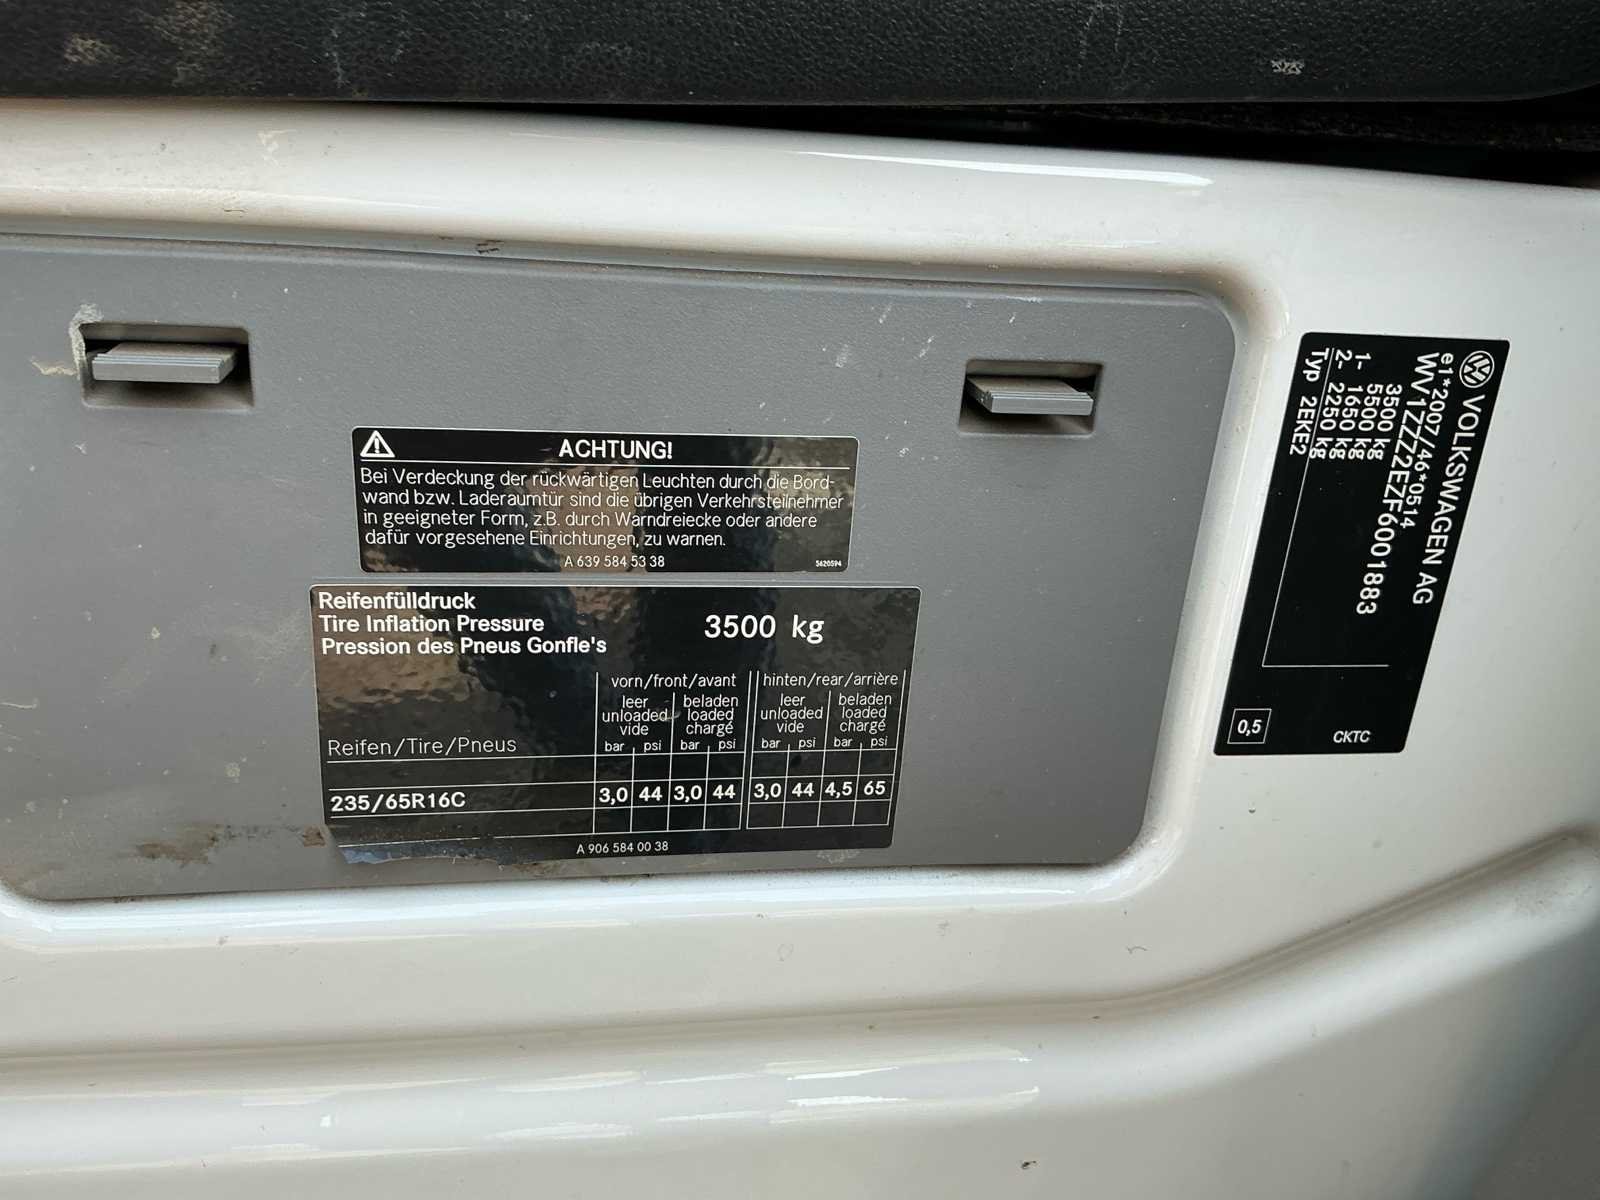 ACHTUNG!
Bei Verdeckung der rückwärtigen Leuchten durch die Bord-
wand bzw. Laderaumtür sind die übrigen Verkehrsteilnehmer
in geeigneter Form, z.B. durch Warndreiecke oder andere
dafür vorgesehene Einrichtungen, zu warnen.
A 639 584 53 38
5620594
Reifenfülldruck
Tire Inflation Pressure
Pression des Pneus Gonfle's
3500 kg
vorn/front/avant hinten/rear/arrière
leer beladen leer beladen
unloaded loaded unloaded loaded
vide chargé vide chargé
Reifen/Tire/Pneus bar psi bar psi bar psi bar psi
235/65R16C 3,0 44 3,0 44 3,0 44 4,5 65
A 906 584 00 38
VOLKSWAGEN AG
e1*2007/46*0514
WV1ZZZ2EZF6001883
3500 kg
5500 kg
1- 1650 kg
2- 2250 kg
Typ 2EKE2
0,5
CKTC